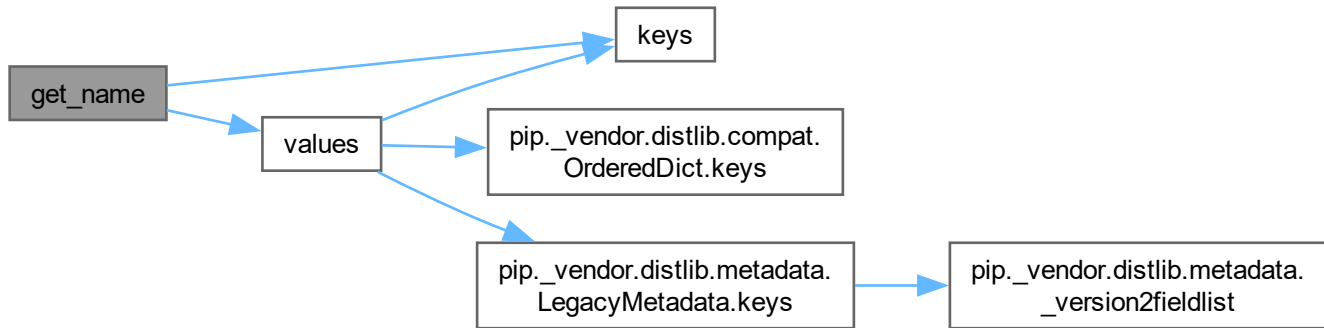 get_name
keys
values
pip._vendor.distlib.compat.
OrderedDict.keys
pip._vendor.distlib.metadata.
LegacyMetadata.keys
pip._vendor.distlib.metadata.
_version2fieldlist